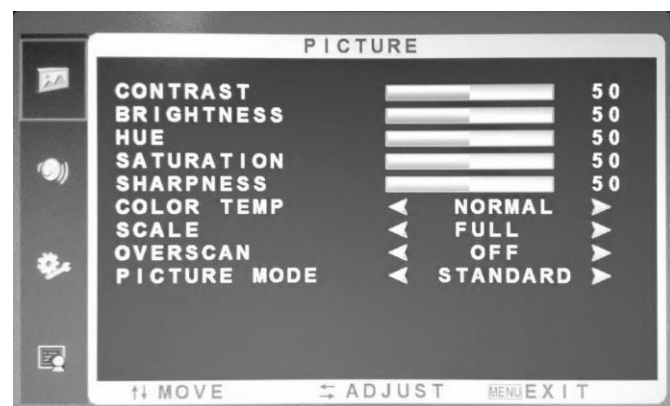 PICTURE
CONTRAST 50
BRIGHTNESS 50
HUE 50
SATURATION 50
SHARPNESS 50
COLOR TEMP NORMAL
SCALE FULL
OVERSCAN OFF
PICTURE MODE STANDARD
↑↓ MOVE ⇆ ADJUST MENU EXIT